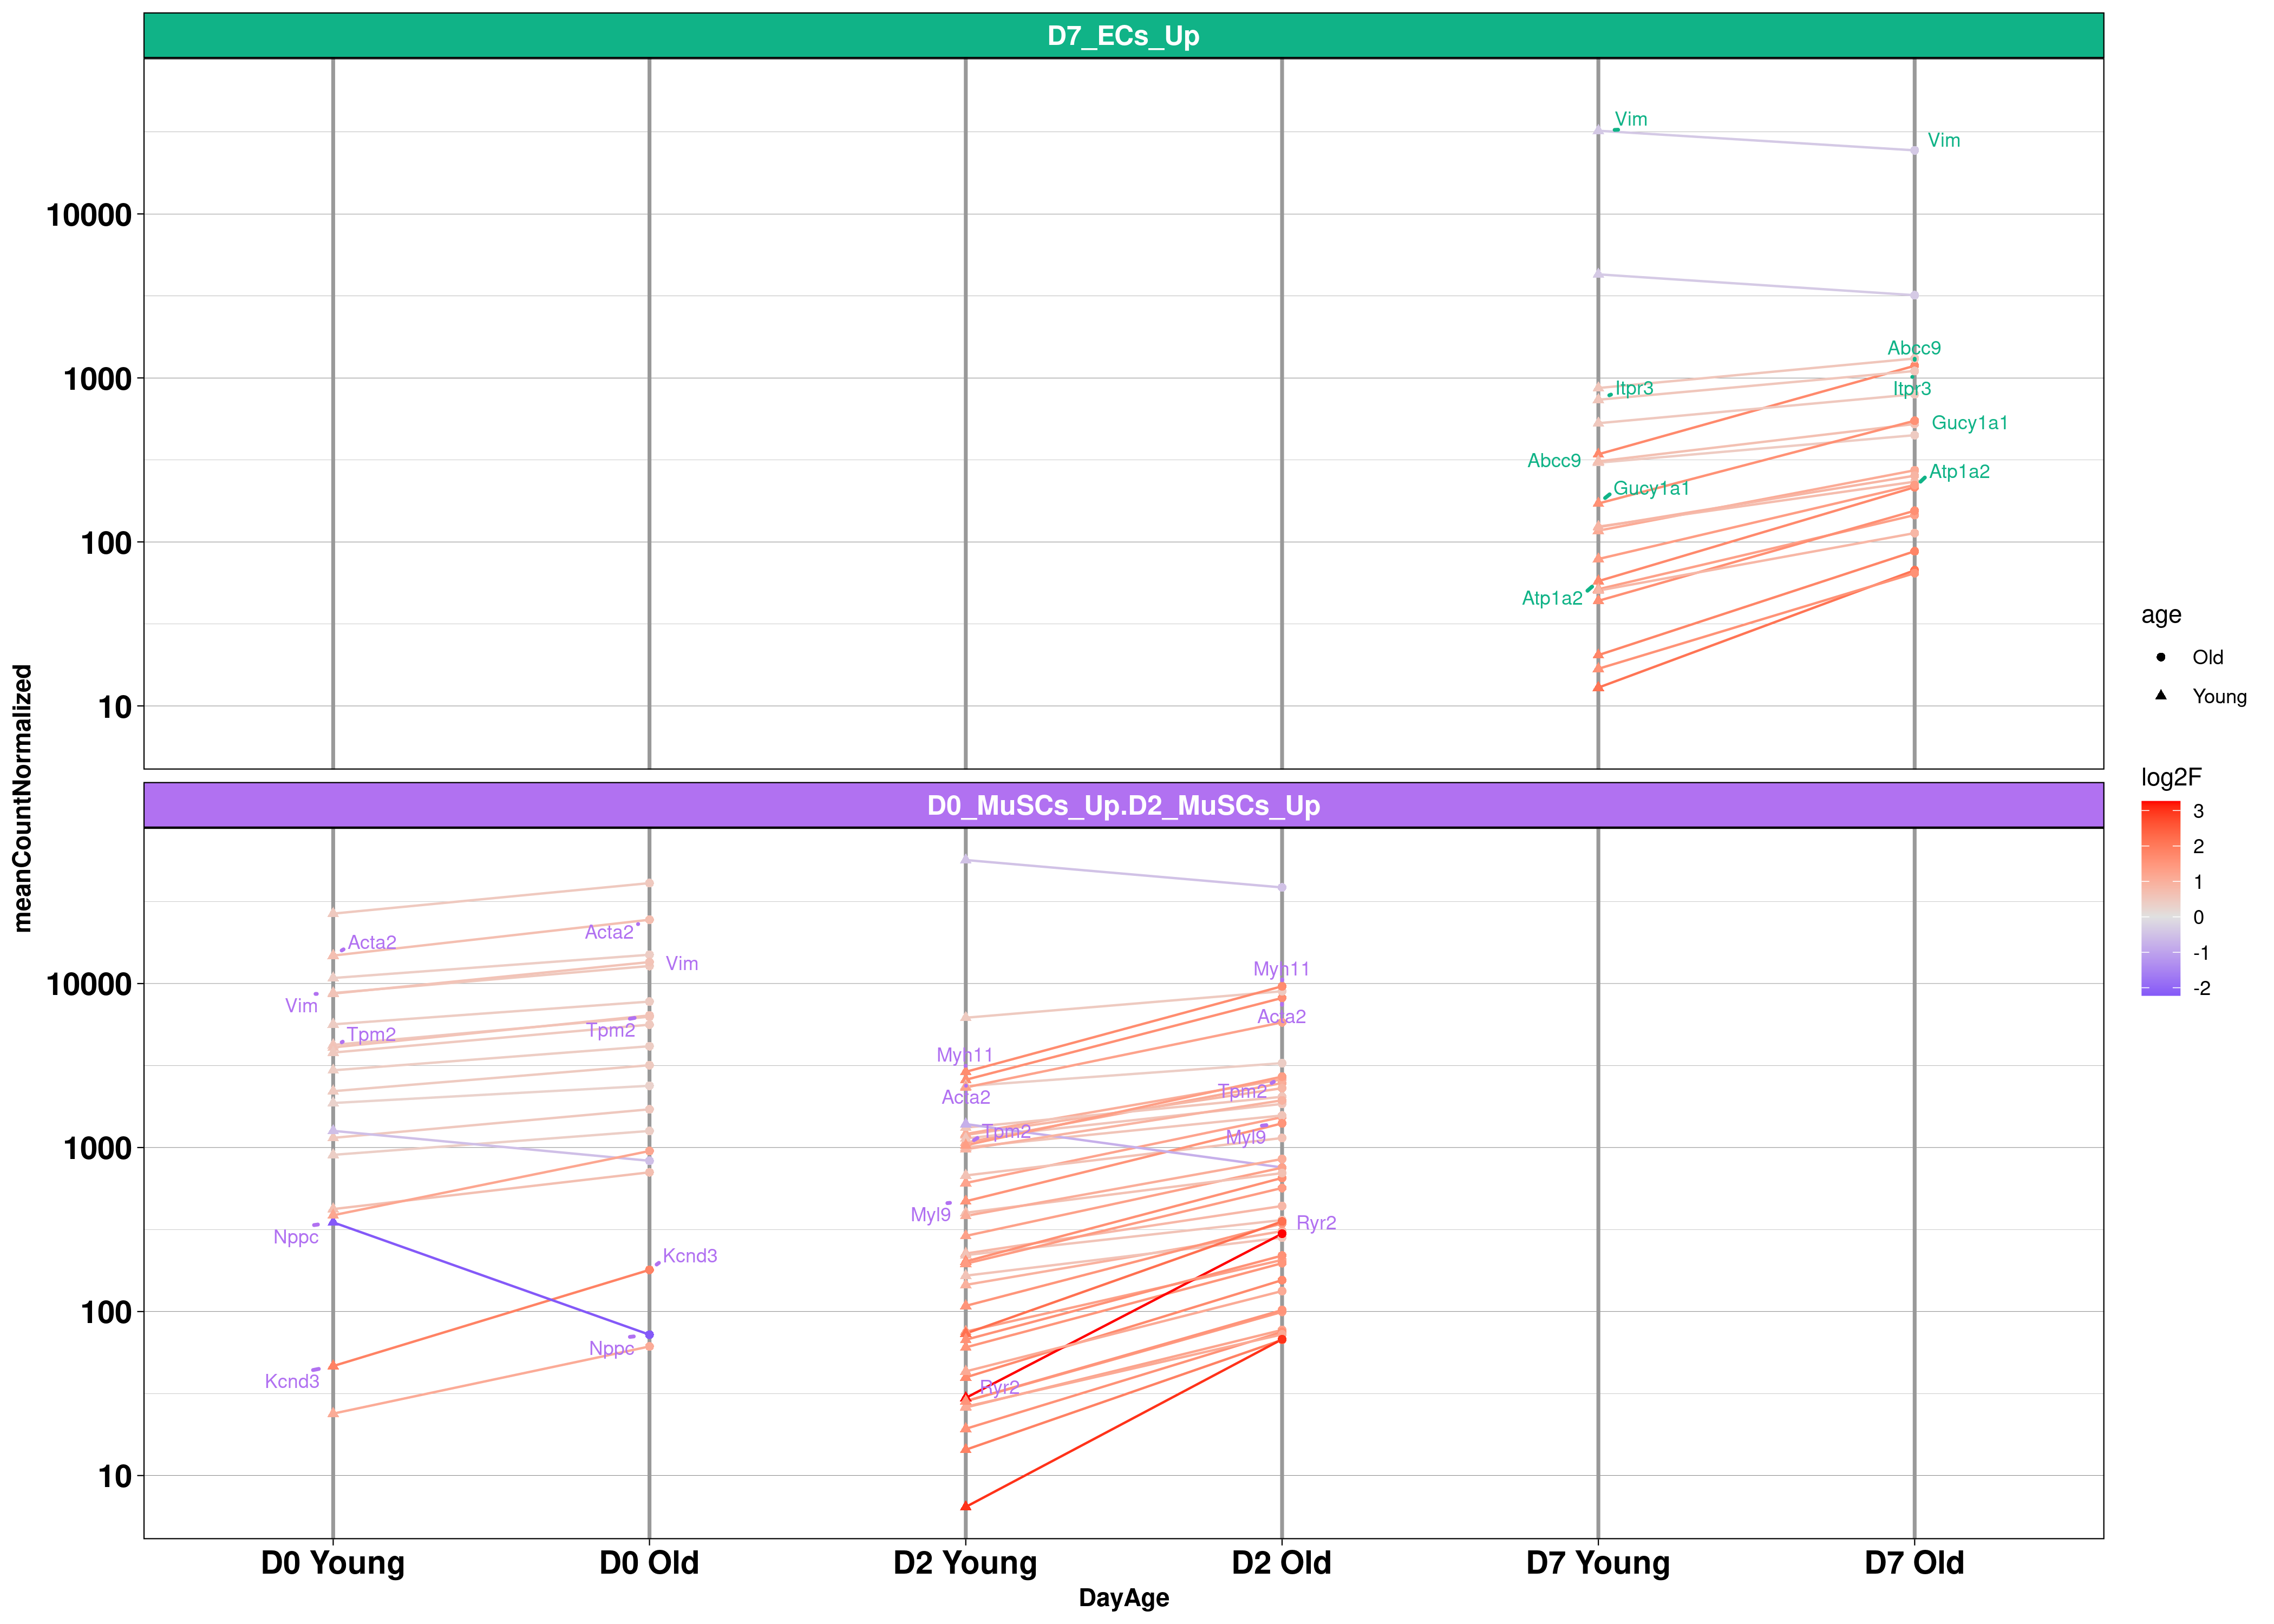 D7_ECs_Up
Vim
Vim
10000
Abcc9
1000
Itpr3
Itpr3
Gucy1a1
Abcc9
Atp1a2
Gucy1a1
100
Atp1a2
10
meanCountNormalized
D0_MuSCs_Up.D2_MuSCs_Up
Acta2
Acta2
Vim
Myh11
10000
Vim
Acta2
Tpm2
Tpm2
Myh11
Tpm2
Acta2
Tpm2
Myl9
1000
Myl9
Nppc
Ryr2
Kcnd3
100
Nppc
Kcnd3
Ryr2
10
D0 Young
D0 Old
D2 Young
D2 Old
D7 Young
D7 Old
DayAge
age
Old
Young
log2F
3
2
1
0
-1
-2